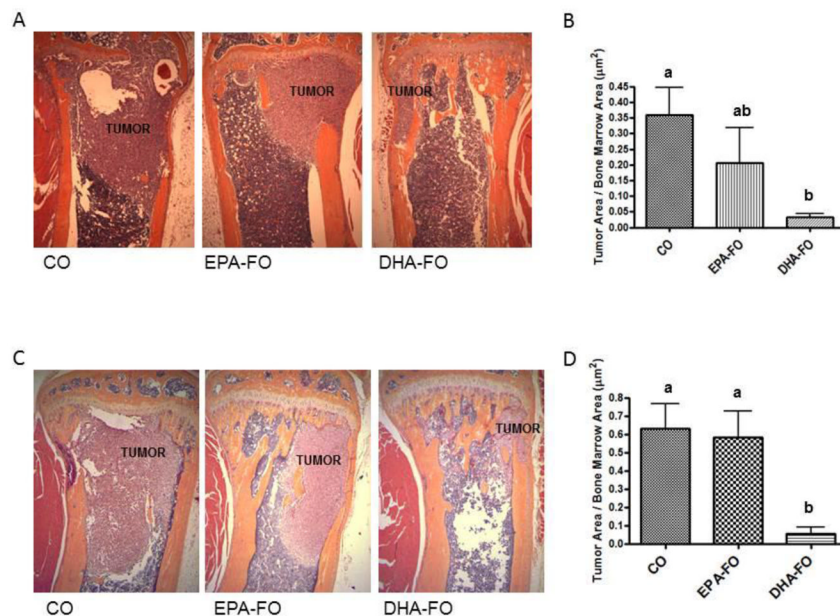 A
TUMOR
TUMOR
TUMOR
CO
EPA-FO
DHA-FO
B
Tumor Area / Bone Marrow Area (µm²)
0.45
0.40
0.35
0.30
0.25
0.20
0.15
0.10
0.05
0.00
a
ab
b
CO
EPA-FO
DHA-FO
C
TUMOR
TUMOR
TUMOR
CO
EPA-FO
DHA-FO
D
Tumor Area / Bone Marrow Area (µm²)
0.8
0.7
0.6
0.5
0.4
0.3
0.2
0.1
0.0
a
a
b
CO
EPA-FO
DHA-FO